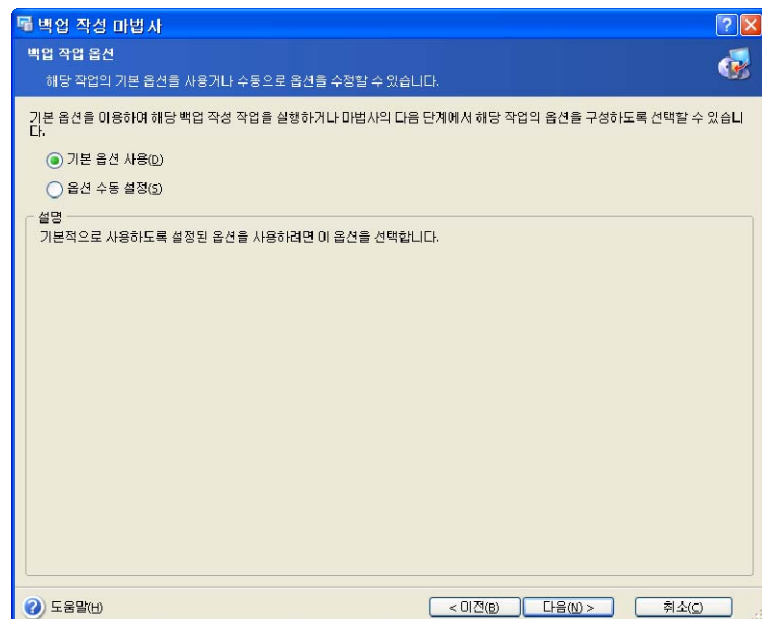 백업 작성 마법사
백업 작업 옵션
해당 작업의 기본 옵션을 사용거나 수동으로 옵션을 수정할 수 있습니다.
기본 옵션을 이용하여 해당 백업 작성 작업을 실행하거나 마법사의 다음 단계에서 해당 작업의 옵션을 구성하도록 선택할 수 있습니
다.
기본 옵션 사용(D)
옵션 수동 설정(S)
설명
기본적으로 사용하도록 설정된 옵션을 사용하려면 이 옵션을 선택합니다.
도움말(H)
< 이전(B)
다음(N) >
취소(C)